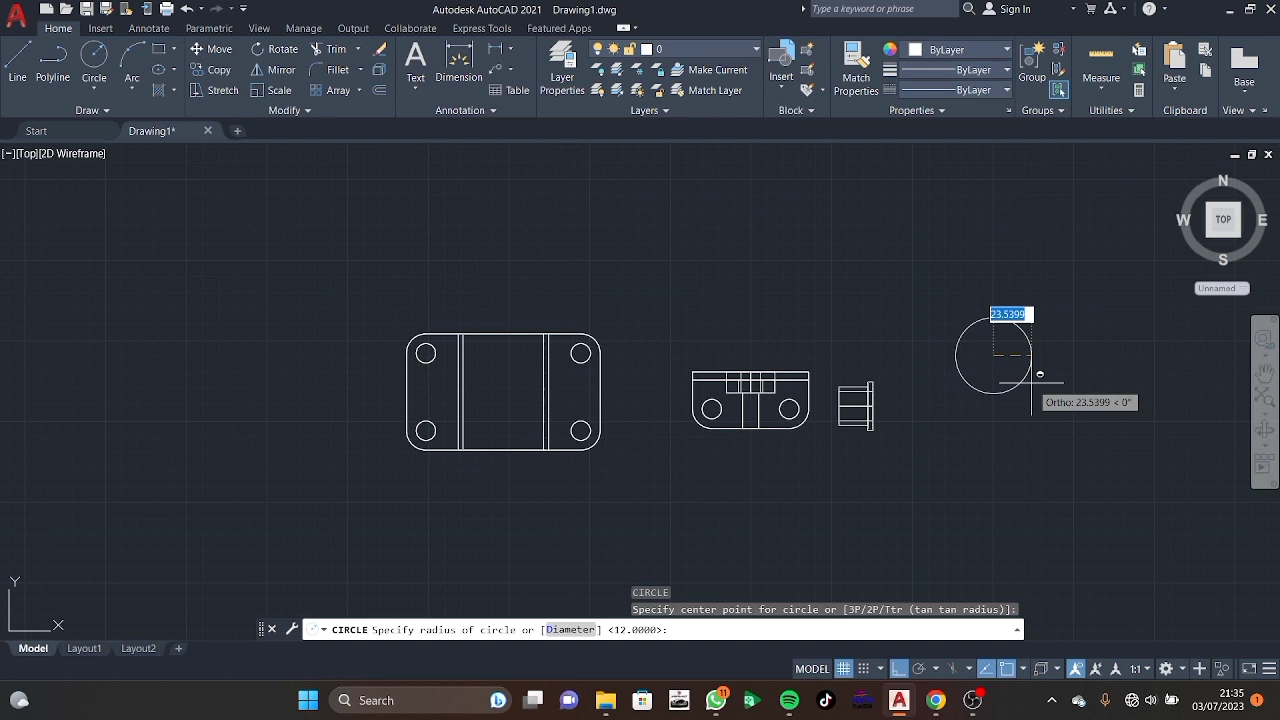 Autodesk AutoCAD 2021 Drawing1.dwg
Type a keyword or phrase
Sign In
Home Insert Annotate Parametric View Manage Output Collaborate Express Tools Featured Apps
Line Polyline Circle Arc
Move Rotate Trim
Copy Mirror Fillet
Stretch Scale Array
Text Dimension
Table
Layer
Properties
0
Make Current
Match Layer
Insert
Match
Properties
ByLayer
ByLayer
ByLayer
Group
Measure
Paste
Base
Draw Modify Annotation Layers Block Properties Groups Utilities Clipboard View
Start Drawing1*
[−][Top][2D Wireframe]
N
W TOP E
S
Unnamed
23.5399
Ortho: 23.5399 < 0°
Y
X
CIRCLE
Specify center point for circle or [3P/2P/Ttr (tan tan radius)]:
CIRCLE Specify radius of circle or [Diameter] <12.0000>:
Model Layout1 Layout2
MODEL
1:1
Search
11
21:35
03/07/2023
1